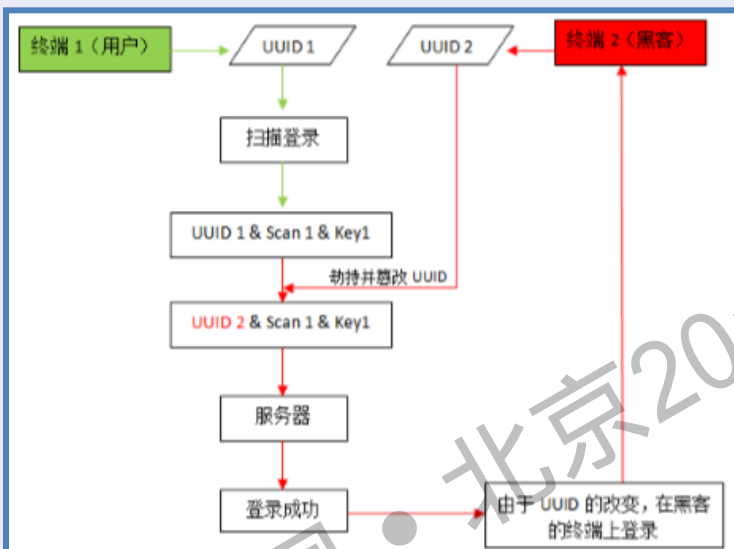 终端 1（用户）
UUID 1
UUID 2
终端 2（黑客）
扫描登录
UUID 1 & Scan 1 & Key1
劫持并篡改 UUID
UUID 2 & Scan 1 & Key1
服务器
登录成功
由于 UUID 的改变，在黑客
的终端上登录
·北京20